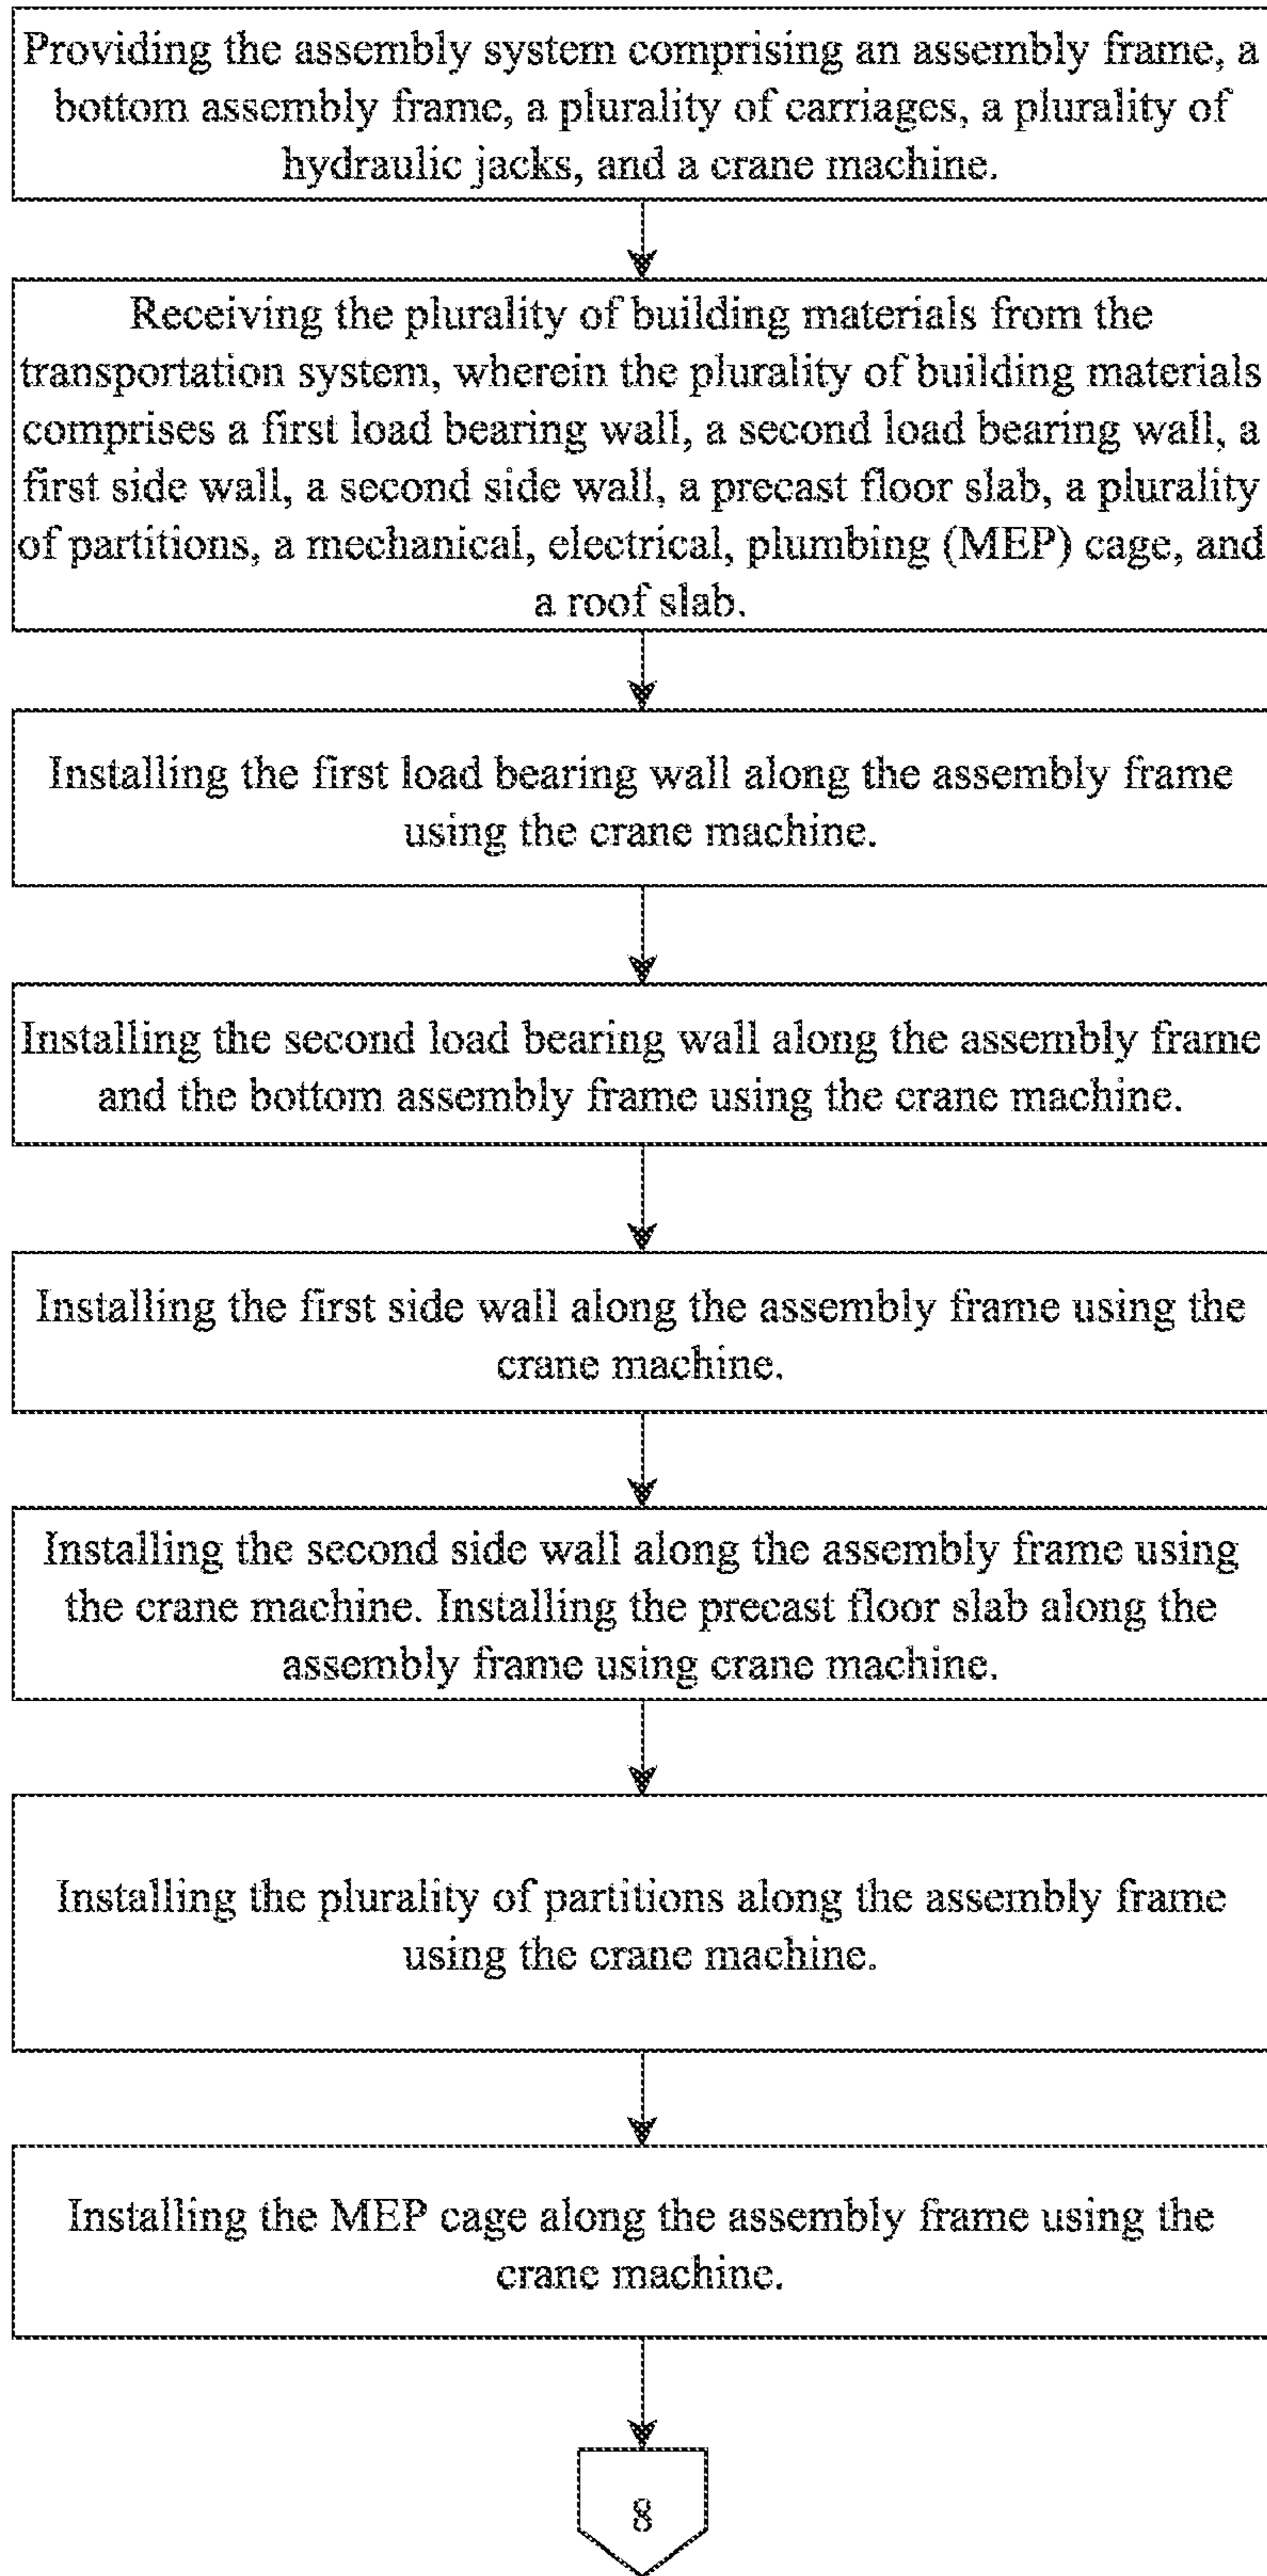 Providing the assembly system comprising an assembly frame, a
bottom assembly frame, a plurality of carriages, a plurality of
hydraulic jacks, and a crane machine.
Receiving the plurality of building materials from the
transportation system, wherein the plurality of building materials
comprises a first load bearing wall, a second load bearing wall, a
first side wall, a second side wall, a precast floor slab, a plurality
of partitions, a mechanical, electrical, plumbing (MEP) cage, and
a roof slab.
Installing the first load bearing wall along the assembly frame
using the crane machine.
Installing the second load bearing wall along the assembly frame
and the bottom assembly frame using the crane machine.
Installing the first side wall along the assembly frame using the
crane machine.
Installing the second side wall along the assembly frame using
the crane machine. Installing the precast floor slab along the
assembly frame using crane machine.
Installing the plurality of partitions along the assembly frame
using the crane machine.
Installing the MEP cage along the assembly frame using the
crane machine.
8